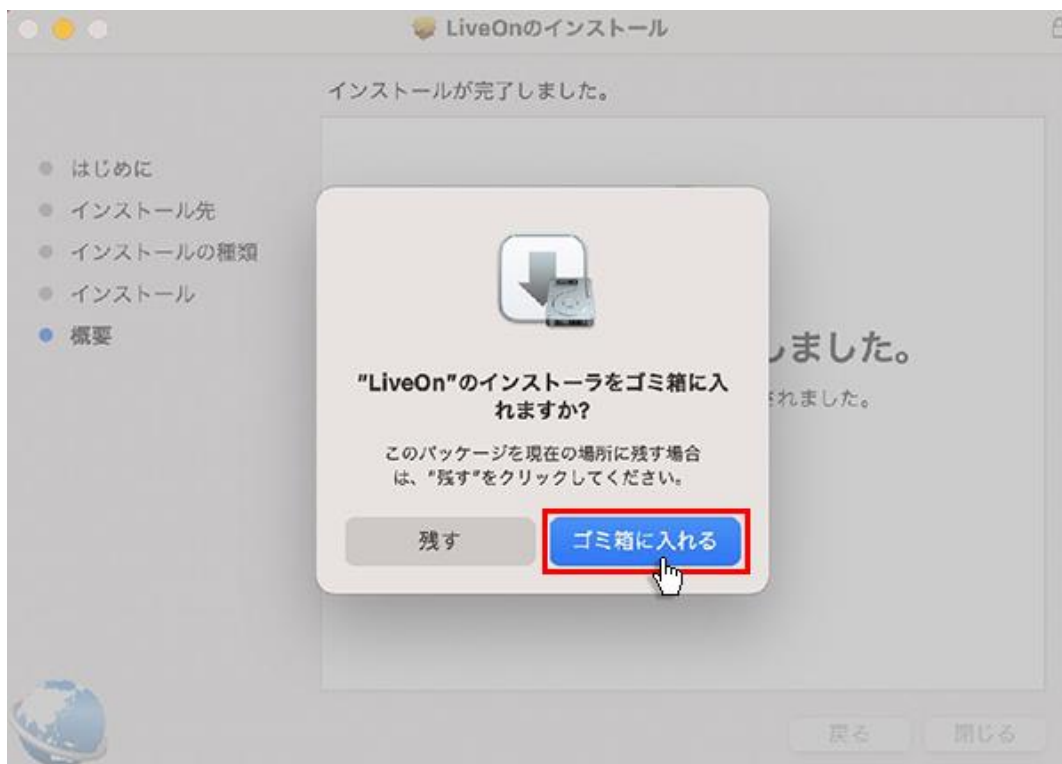 LiveOnのインストール
インストールが完了しました。
はじめに
インストール先
インストールの種類
インストール
概要
しました。
されました。
"LiveOn"のインストーラをゴミ箱に入
れますか?
このパッケージを現在の場所に残す場合
は、"残す"をクリックしてください。
残す
ゴミ箱に入れる
戻る
閉じる